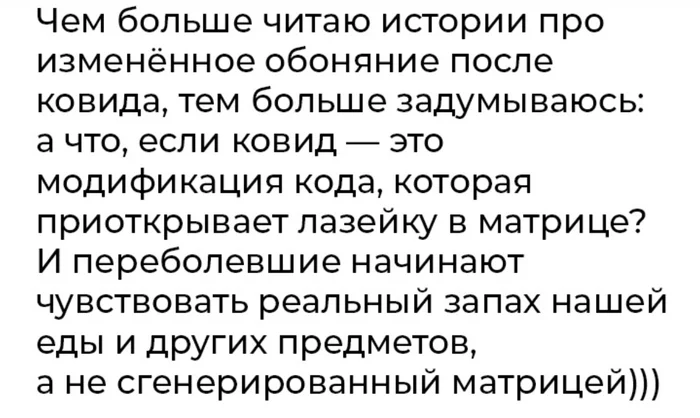 Чем больше читаю истории про
изменённое обоняние после
ковида, тем больше задумываюсь:
а что, если ковид — это
модификация кода, которая
приоткрывает лазейку в матрице?
И переболевшие начинают
чувствовать реальный запах нашей
еды и других предметов,
а не сгенерированный матрицей)))